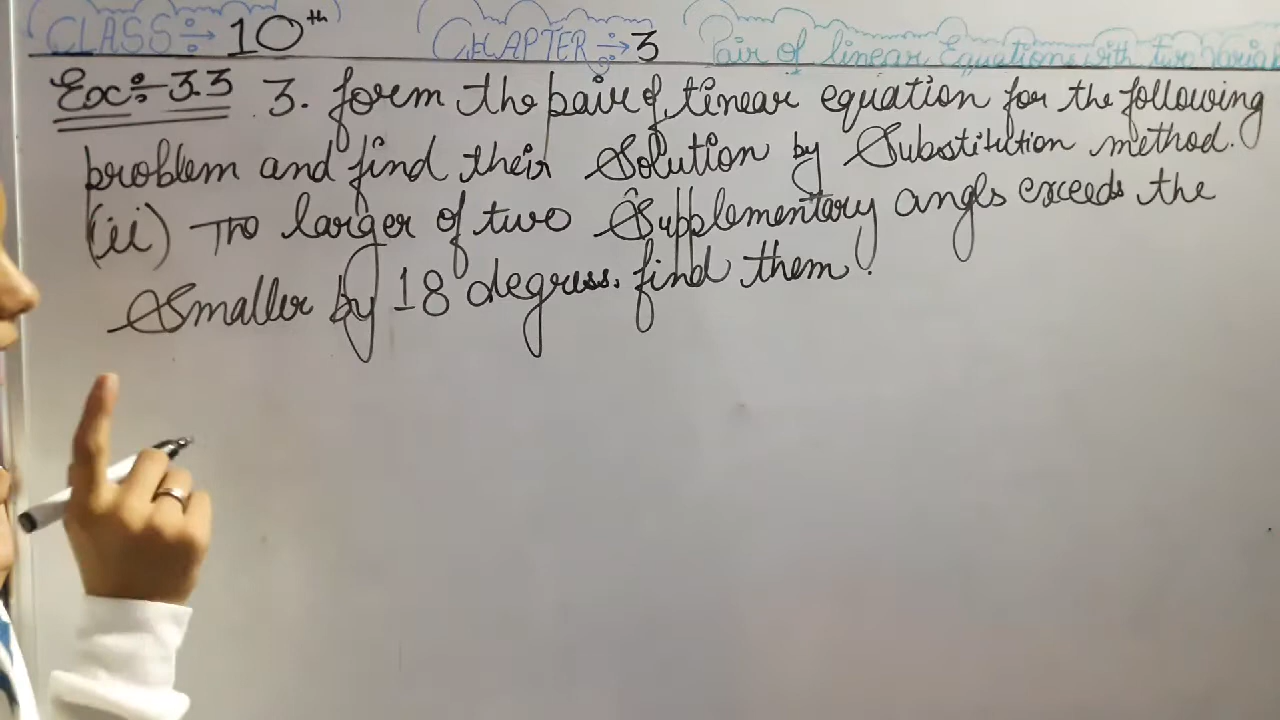 CLASS ÷→ 10th CHAPTER ÷→ 3 Pair of linear Equations with two Variab
Ex÷- 3.3 3. form the pair of linear equation for the following
problem and find their Solution by Substitution method.
(ii) The larger of two Supplementary angls exceeds the
Smaller by 18 degress. find them.